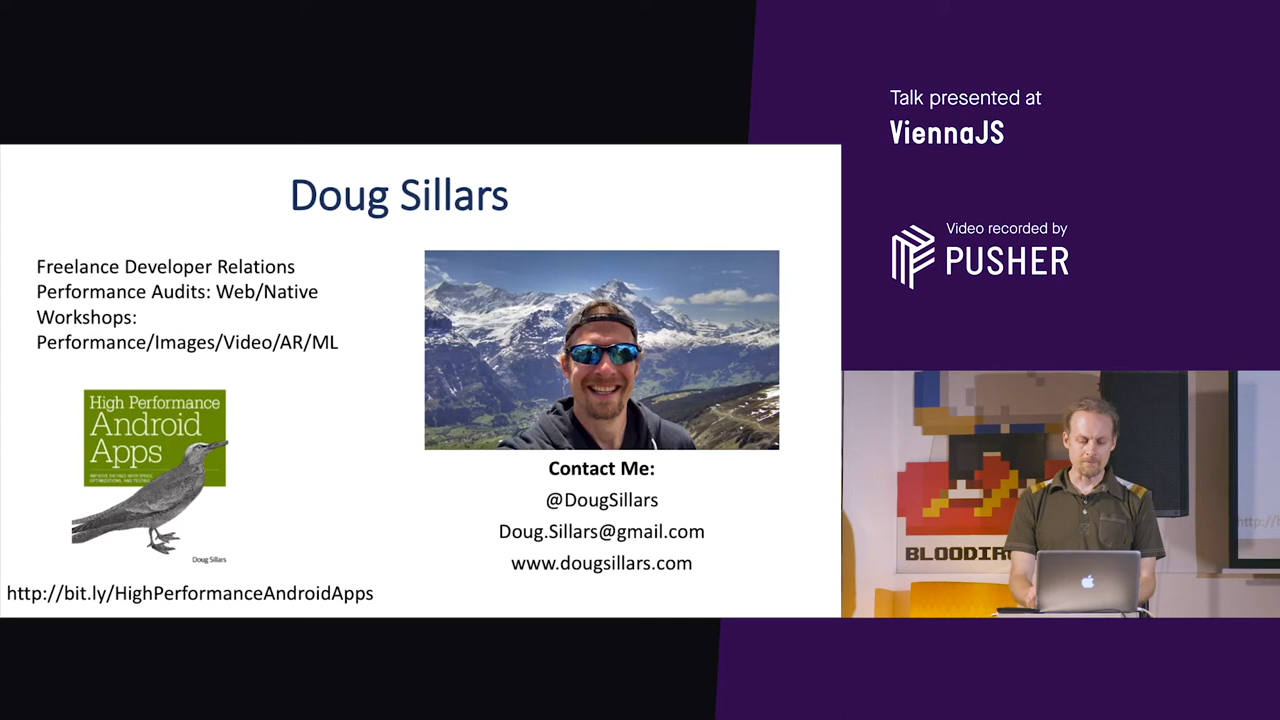 Talk presented at
ViennaJS
Video recorded by
PUSHER
Doug Sillars
Freelance Developer Relations
Performance Audits: Web/Native
Workshops:
Performance/Images/Video/AR/ML
High Performance
Android
Apps
Doug Sillars
http://bit.ly/HighPerformanceAndroidApps
Contact Me:
@DougSillars
Doug.Sillars@gmail.com
www.dougsillars.com
http://b